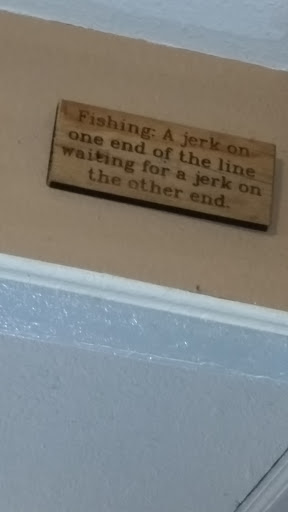 Fishing: A jerk on
one end of the line
waiting for a jerk on
the other end.